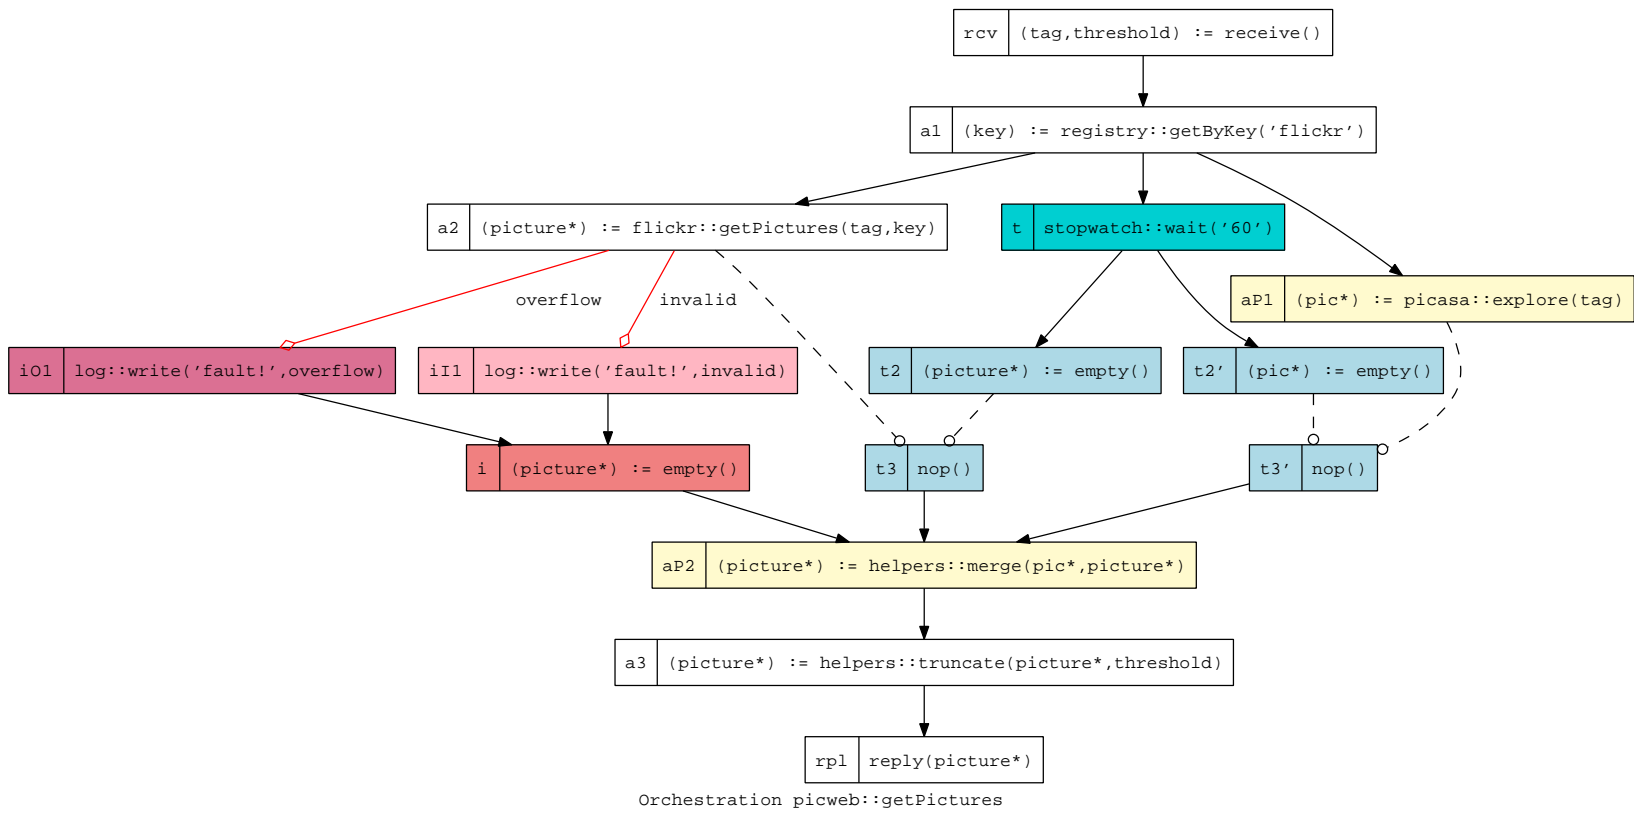 rcv (tag,threshold) := receive()
a1 (key) := registry::getByKey(’flickr’)
a2 (picture*) := flickr::getPictures(tag,key)
t stopwatch::wait(’60’)
aP1 (pic*) := picasa::explore(tag)
overflow
invalid
iO1 log::write(’fault!’,overflow)
iI1 log::write(’fault!’,invalid)
t2 (picture*) := empty()
t2’ (pic*) := empty()
i (picture*) := empty()
t3 nop()
t3’ nop()
aP2 (picture*) := helpers::merge(pic*,picture*)
a3 (picture*) := helpers::truncate(picture*,threshold)
rpl reply(picture*)
Orchestration picweb::getPictures